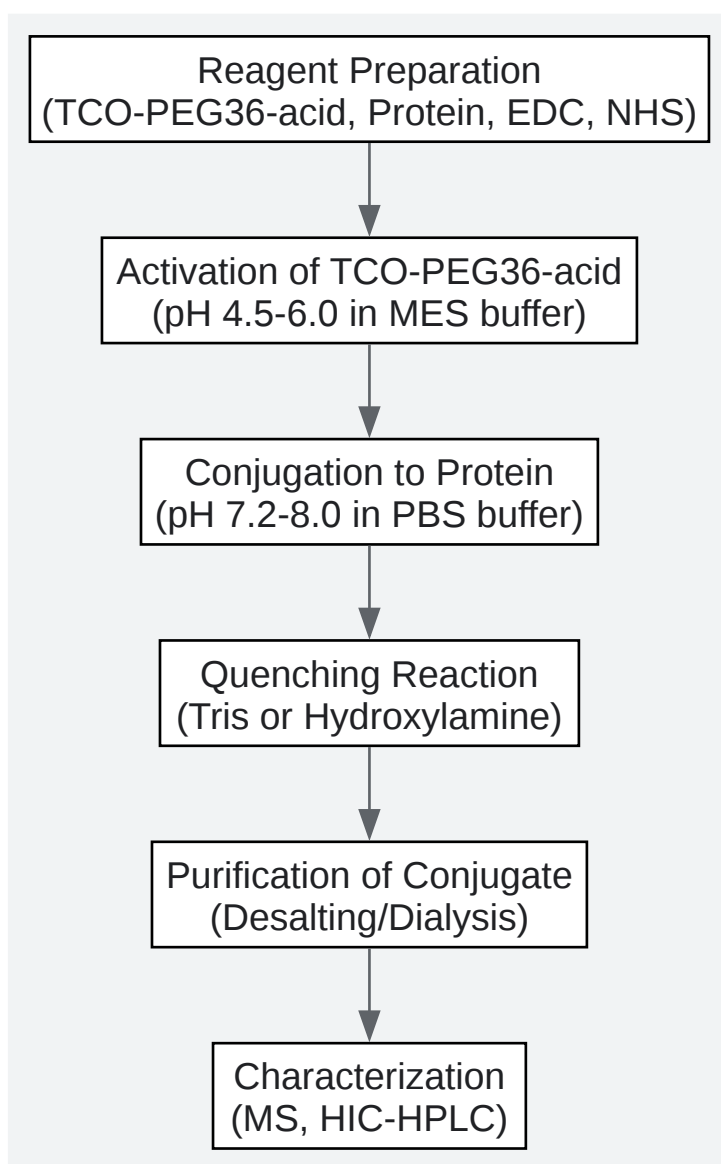 Reagent Preparation
(TCO-PEG36-acid, Protein, EDC, NHS)
Activation of TCO-PEG36-acid
(pH 4.5-6.0 in MES buffer)
Conjugation to Protein
(pH 7.2-8.0 in PBS buffer)
Quenching Reaction
(Tris or Hydroxylamine)
Purification of Conjugate
(Desalting/Dialysis)
Characterization
(MS, HIC-HPLC)